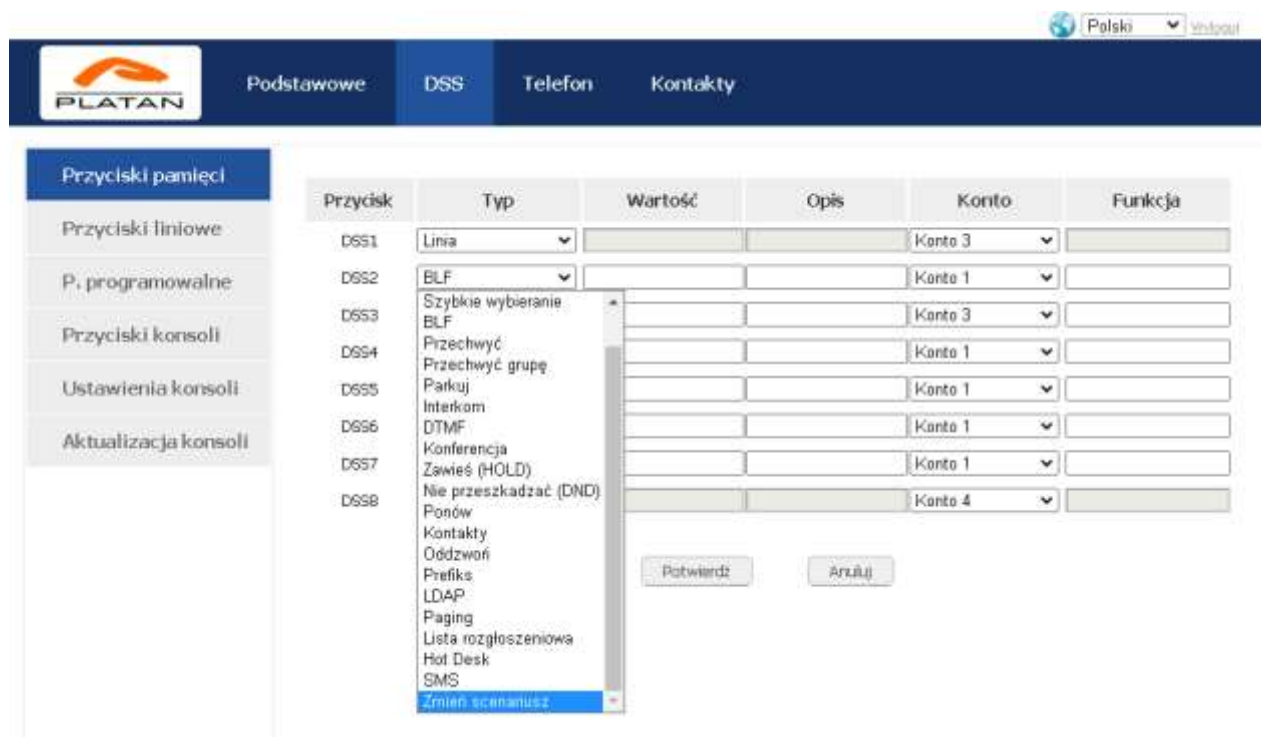 Polski Wyloguj
PLATAN Podstawowe DSS Telefon Kontakty
Przyciski pamięci
Przyciski liniowe
P. programowalne
Przyciski konsoli
Ustawienia konsoli
Aktualizacja konsoli
Przycisk Typ Wartość Opis Konto Funkcja
DSS1 Linia Konto 3
DSS2 BLF Konto 1
DSS3 Konto 3
DSS4 Konto 1
DSS5 Konto 1
DSS6 Konto 1
DSS7 Konto 1
DSS8 Konto 4
Szybkie wybieranie
BLF
Przechwyć
Przechwyć grupę
Parkuj
Interkom
DTMF
Konferencja
Zawieś (HOLD)
Nie przeszkadzać (DND)
Ponów
Kontakty
Oddzwoń
Prefiks
LDAP
Paging
Lista rozgłoszeniowa
Hot Desk
SMS
Zmień scenariusz
Potwierdź Anuluj